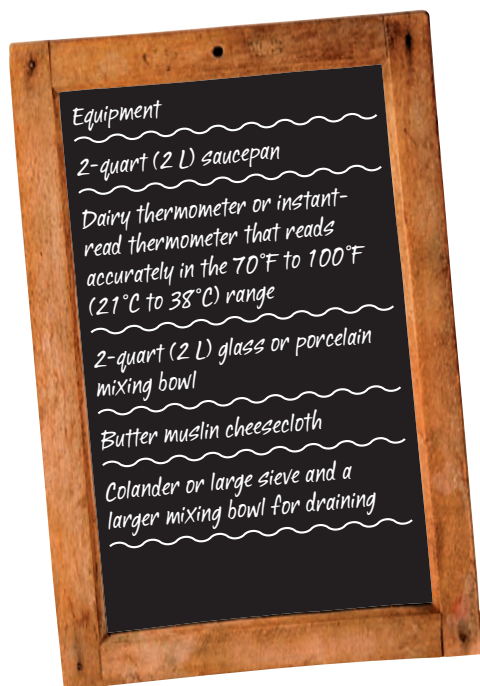 Equipment
2-quart (2 L) saucepan
Dairy thermometer or instant-
read thermometer that reads
accurately in the 70°F to 100°F
(21°C to 38°C) range
2-quart (2 L) glass or porcelain
mixing bowl
Butter muslin cheesecloth
Colander or large sieve and a
larger mixing bowl for draining